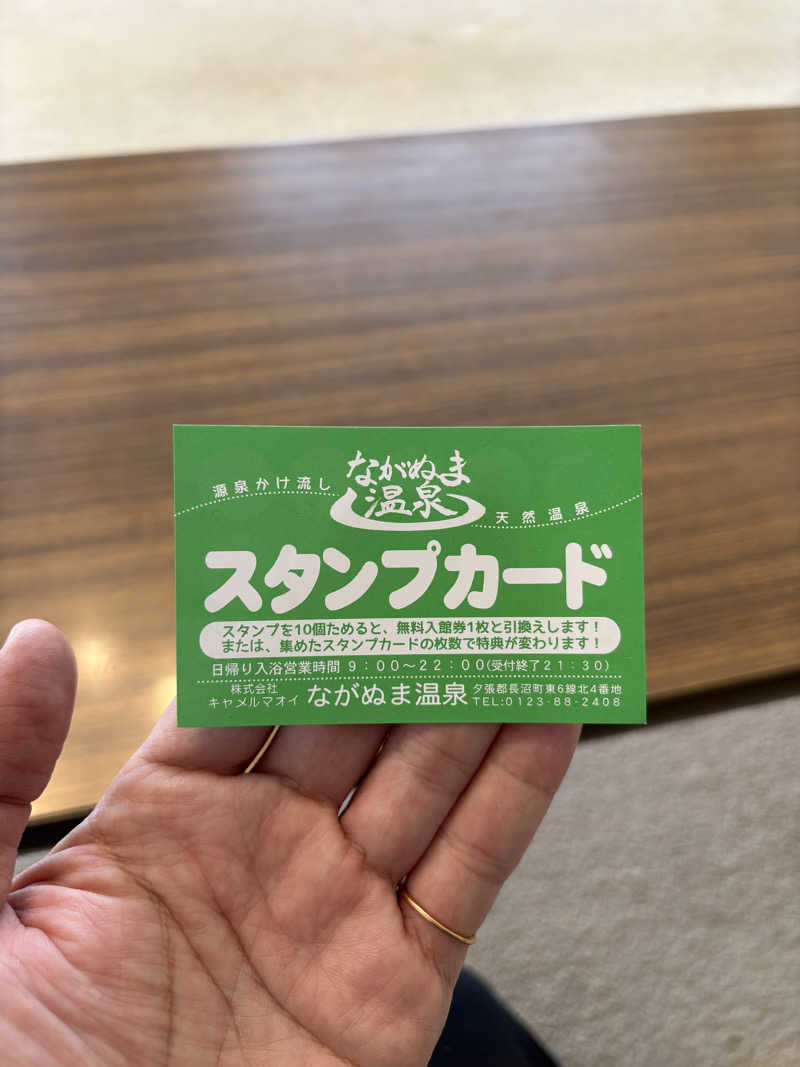 源泉かけ流し
ながぬま
温泉
天然温泉
スタンプカード
スタンプを10個ためると、無料入館券1枚と引換えします！
または、集めたスタンプカードの枚数で特典が変わります！
日帰り入浴営業時間 9：00～22：00(受付終了21：30)
株式会社
キャメルマオイ
ながぬま温泉
夕張郡長沼町東6線北4番地
TEL:0123-88-2408